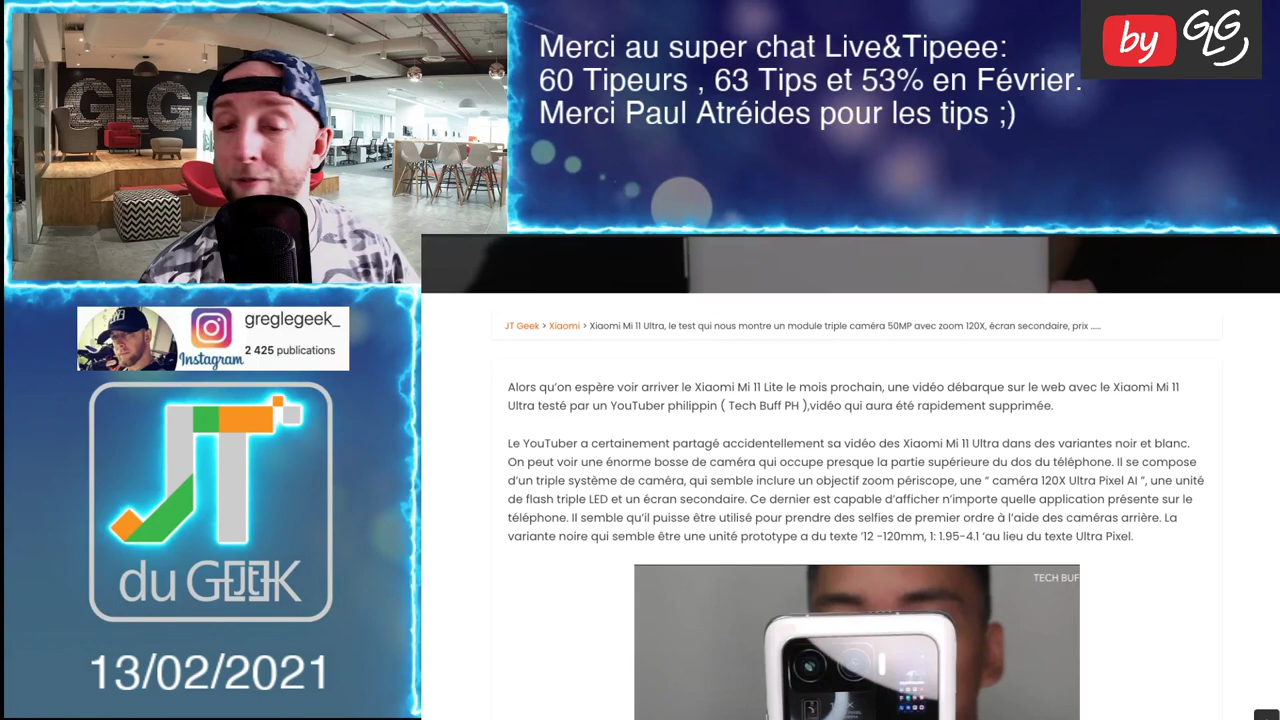 GLG
Merci au super chat Live&Tipeee:
60 Tipeurs , 63 Tips et 53% en Février.
Merci Paul Atréides pour les tips ;)
by GLG
greglegeek_
Instagram
2 425 publications
JT
du GEEK
13/02/2021
JT Geek > Xiaomi > Xiaomi Mi 11 Ultra, le test qui nous montre un module triple caméra 50MP avec zoom 120X, écran secondaire, prix ……
Alors qu’on espère voir arriver le Xiaomi Mi 11 Lite le mois prochain, une vidéo débarque sur le web avec le Xiaomi Mi 11
Ultra testé par un YouTuber philippin ( Tech Buff PH ),vidéo qui aura été rapidement supprimée.
Le YouTuber a certainement partagé accidentellement sa vidéo des Xiaomi Mi 11 Ultra dans des variantes noir et blanc.
On peut voir une énorme bosse de caméra qui occupe presque la partie supérieure du dos du téléphone. Il se compose
d’un triple système de caméra, qui semble inclure un objectif zoom périscope, une ” caméra 120X Ultra Pixel AI ”, une unité
de flash triple LED et un écran secondaire. Ce dernier est capable d’afficher n’importe quelle application présente sur le
téléphone. Il semble qu’il puisse être utilisé pour prendre des selfies de premier ordre à l’aide des caméras arrière. La
variante noire qui semble être une unité prototype a du texte ’12 -120mm, 1: 1.95-4.1 ’au lieu du texte Ultra Pixel.
TECH BUF